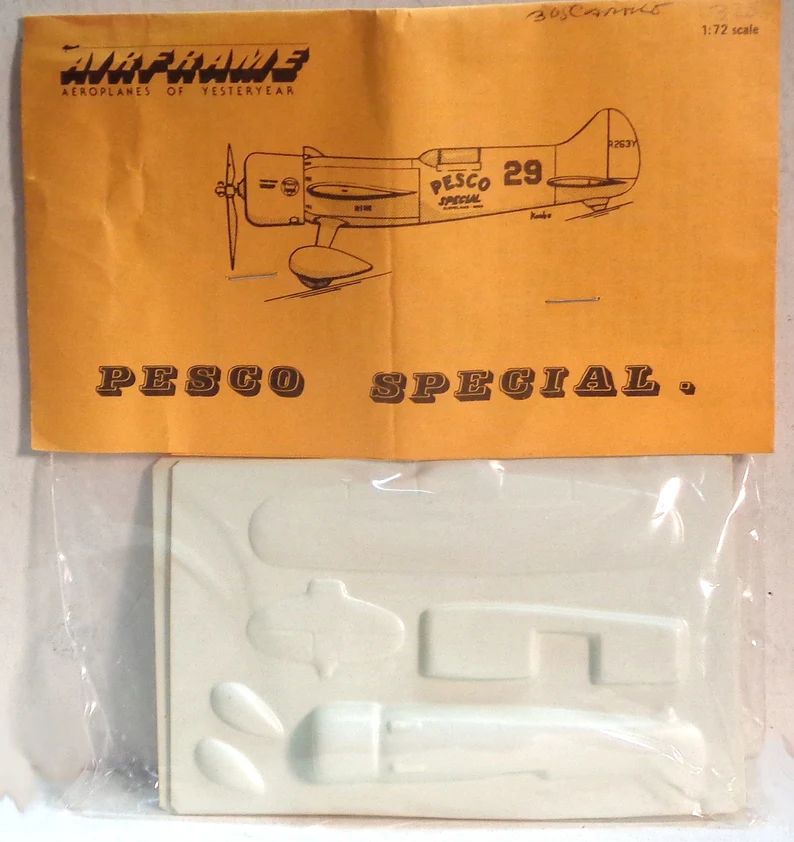 1:72 scale
AIRFRAME
AEROPLANES OF YESTERYEAR
R263Y
PESCO
SPECIAL
29
PESCO SPECIAL.